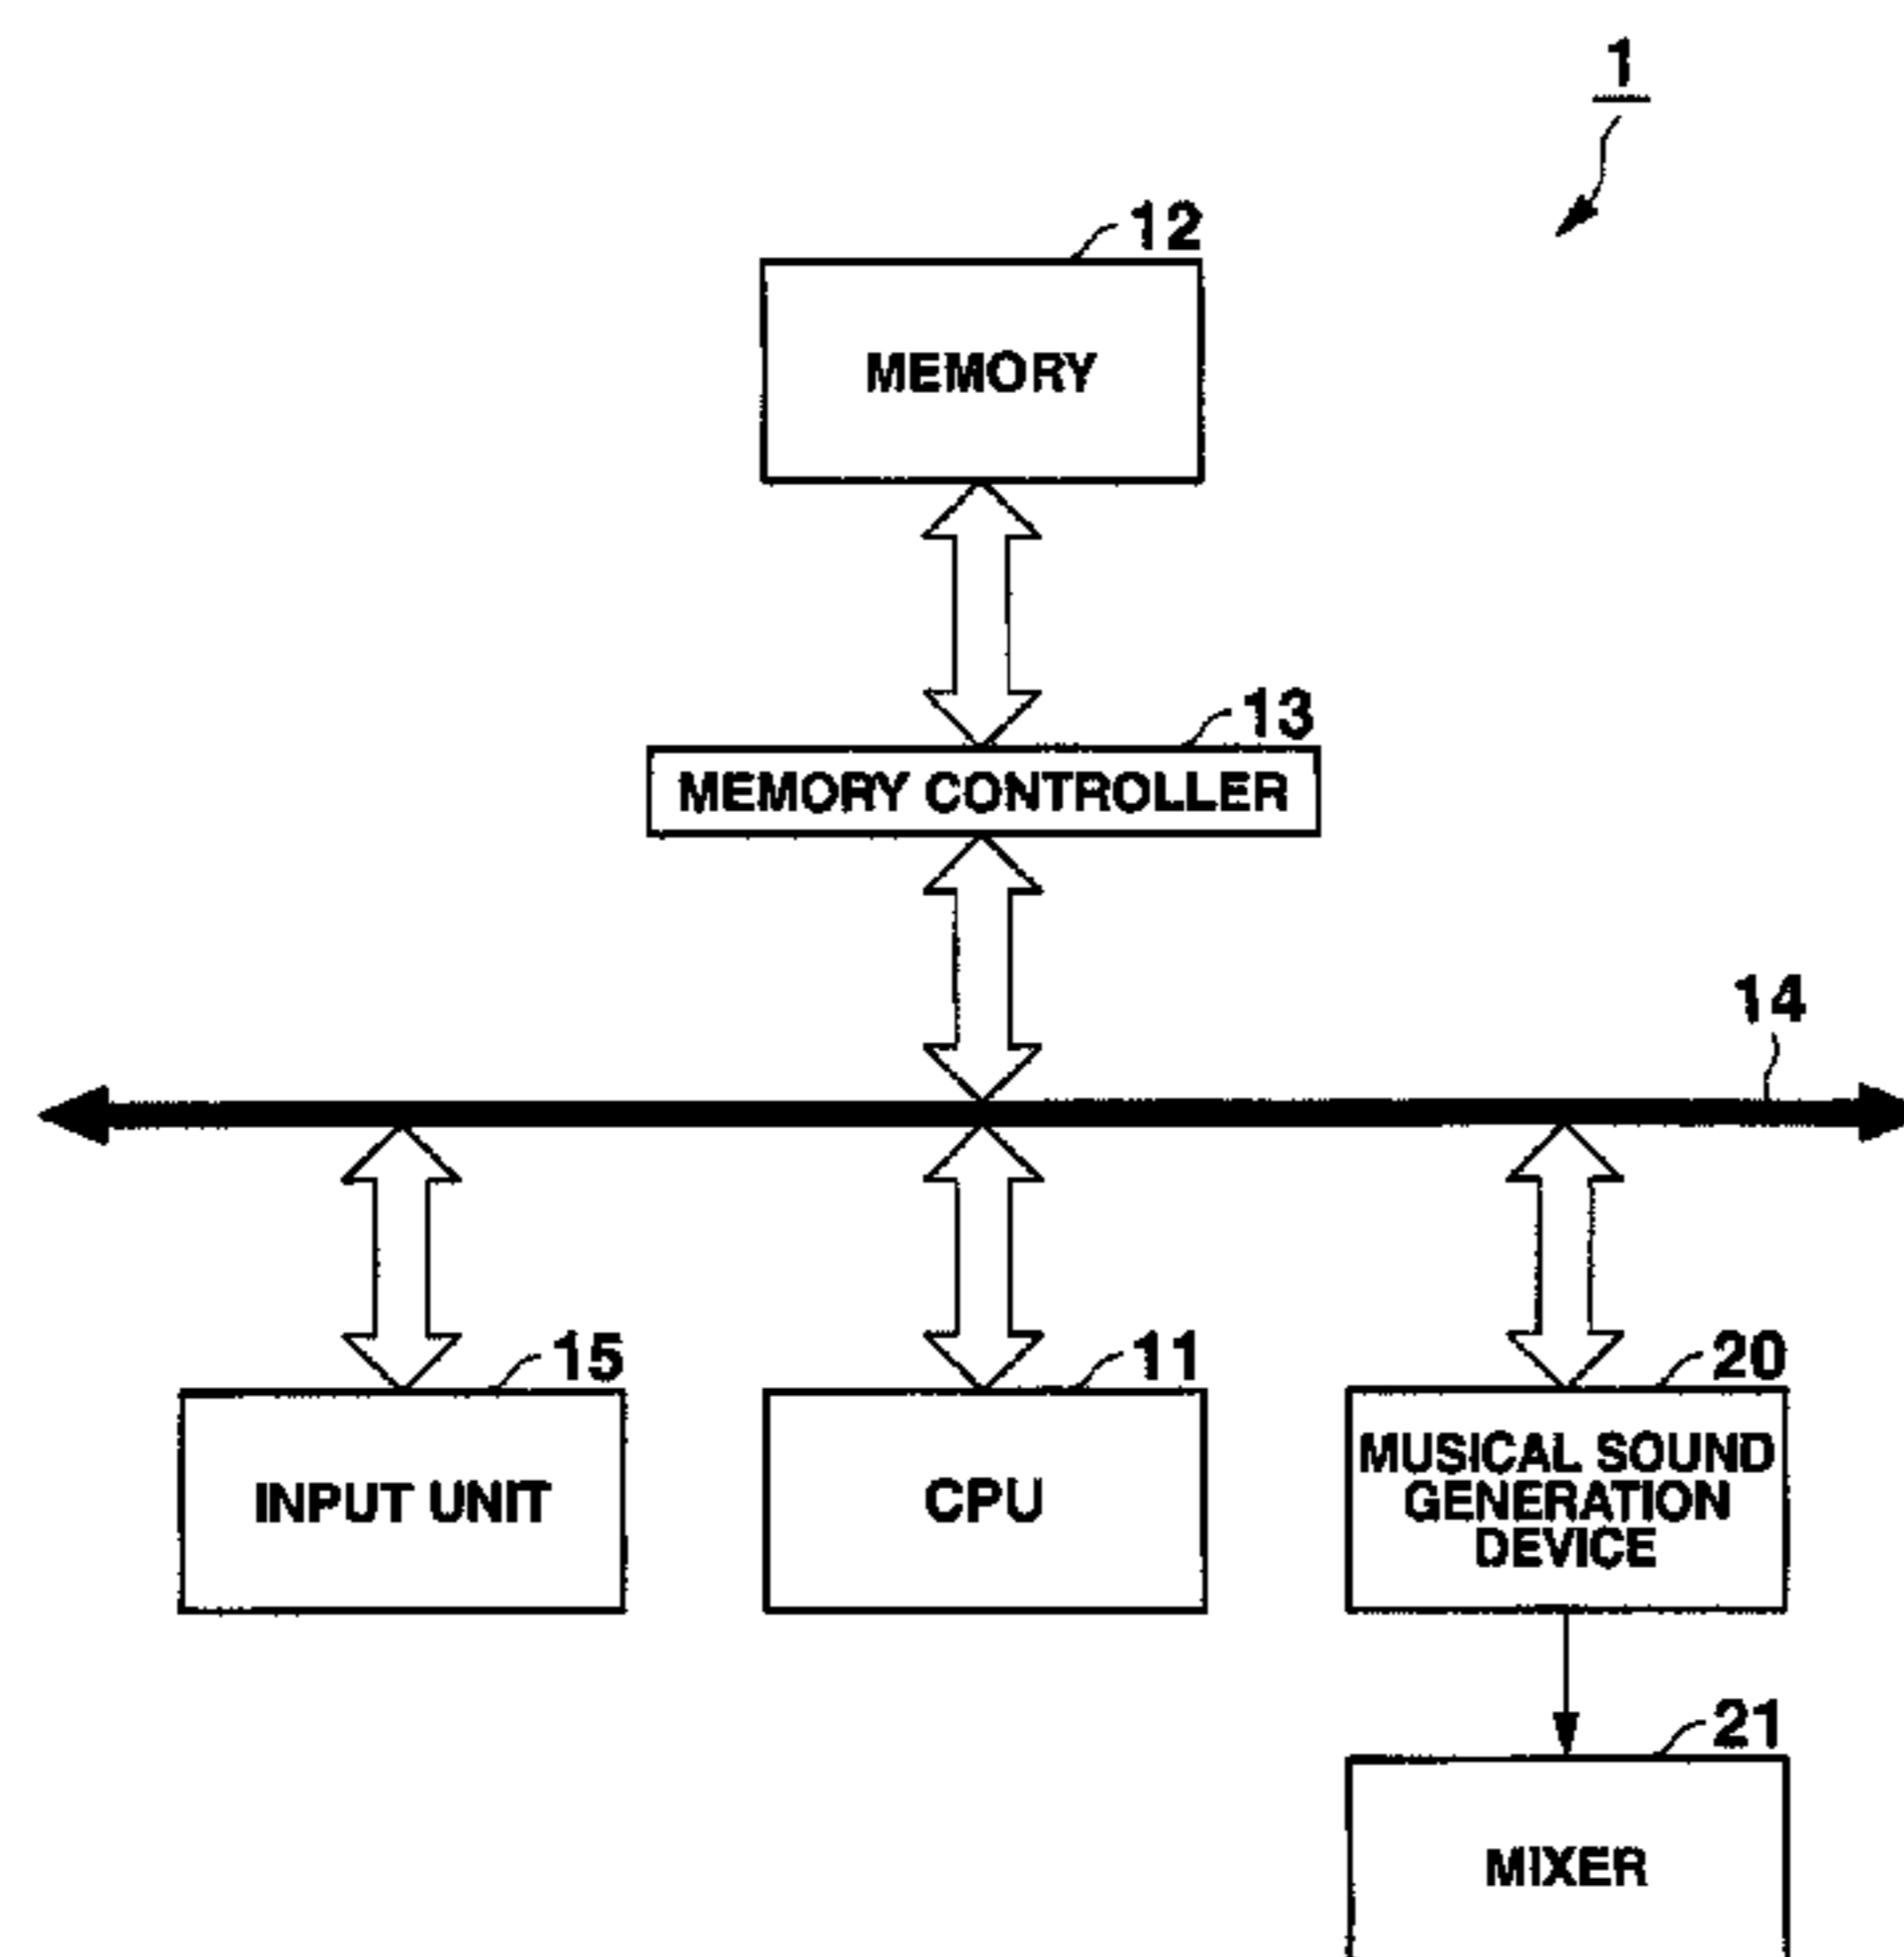 1
12
MEMORY
13
MEMORY CONTROLLER
14
15
INPUT UNIT
11
CPU
20
MUSICAL SOUND
GENERATION
DEVICE
21
MIXER